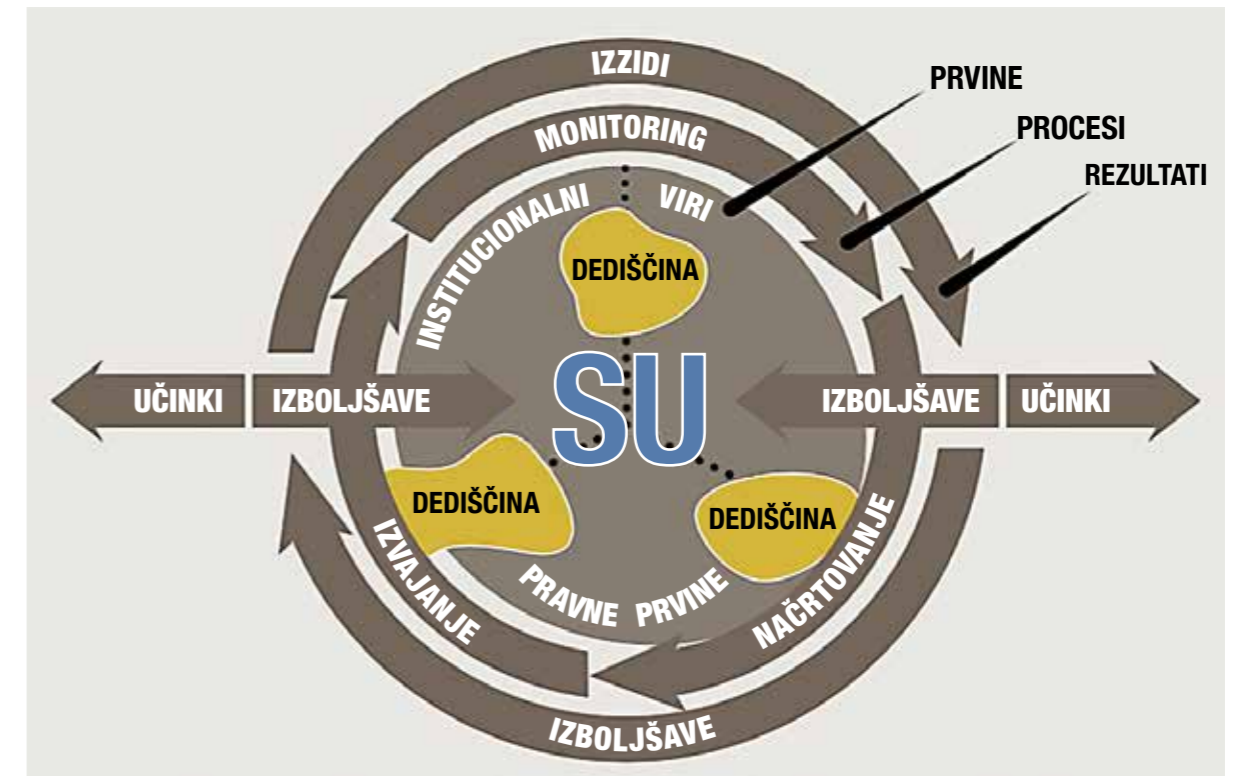 IZZIDI
PRVINE
MONITORING
PROCESI
REZULTATI
INSTITUCIONALNI
VIRI
DEDIŠČINA
UČINKI
IZBOLJŠAVE
SU
IZBOLJŠAVE
UČINKI
DEDIŠČINA
DEDIŠČINA
IZVAJANJE
PRAVNE PRVINE
NAČRTOVANJE
IZBOLJŠAVE